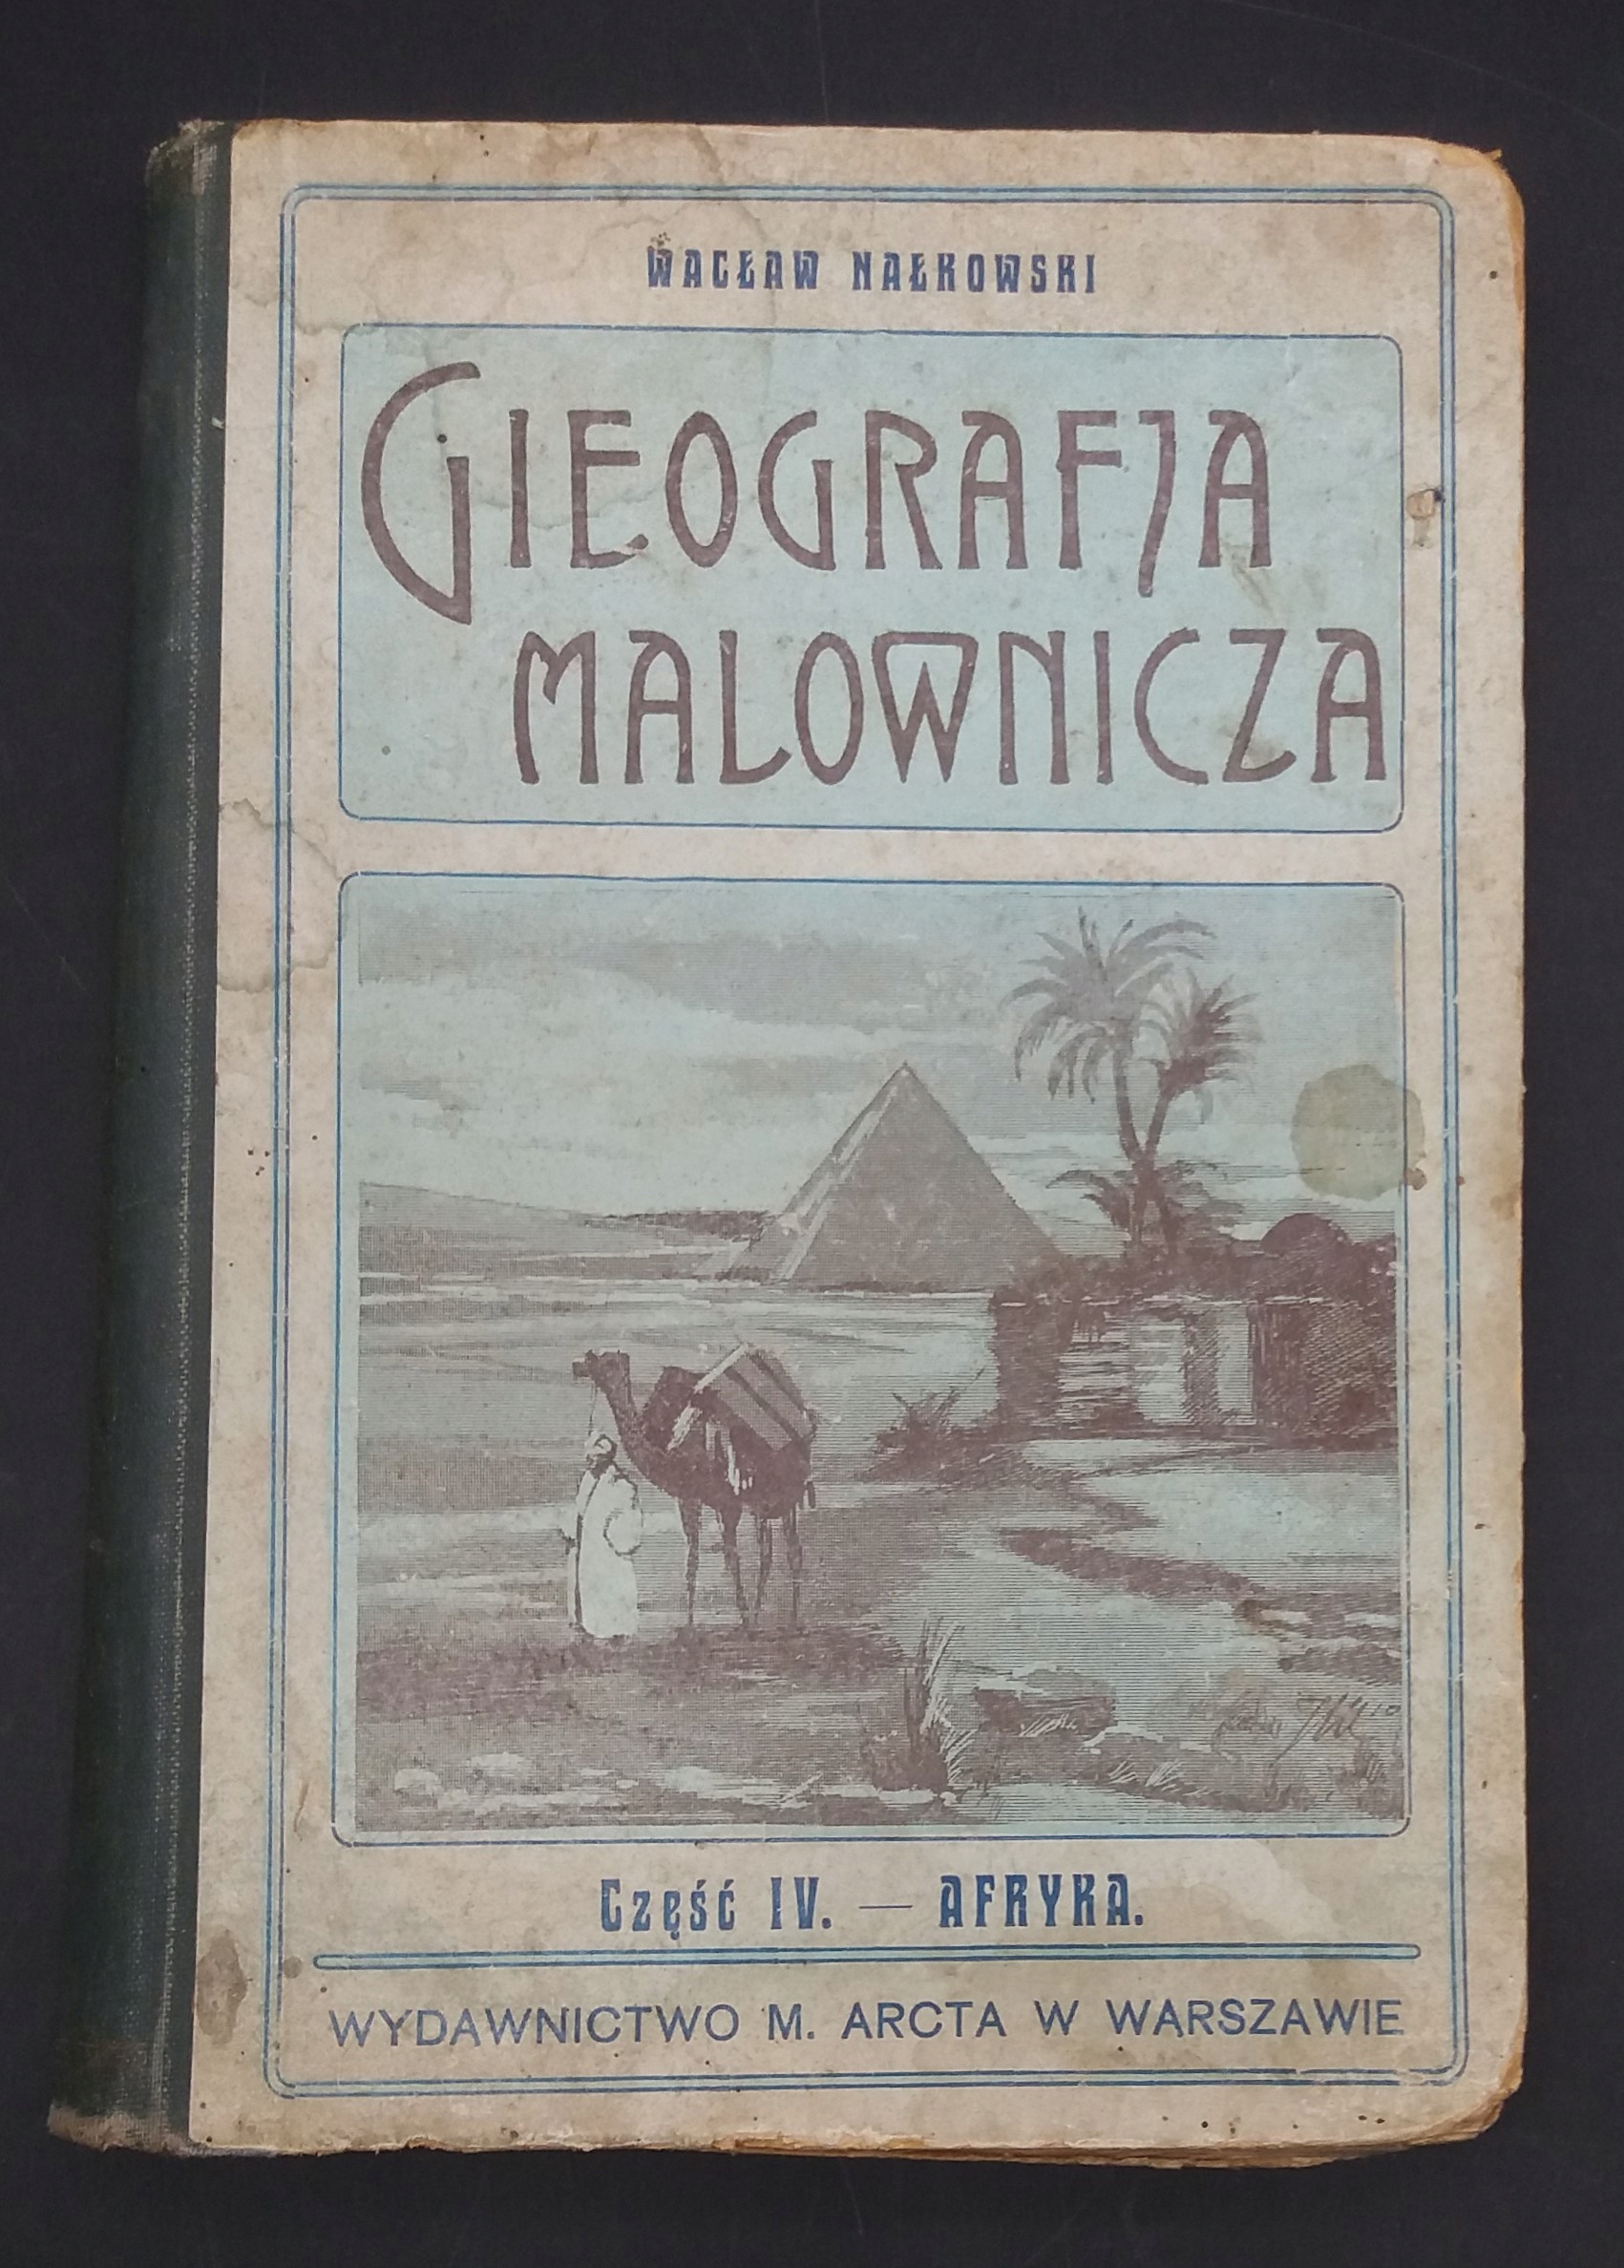 WACŁAW NAŁKOWSKI
GIEOGRAFJA
MALOWNICZA
Część IV. — AFRYKA.
WYDAWNICTWO M. ARCTA W WARSZAWIE